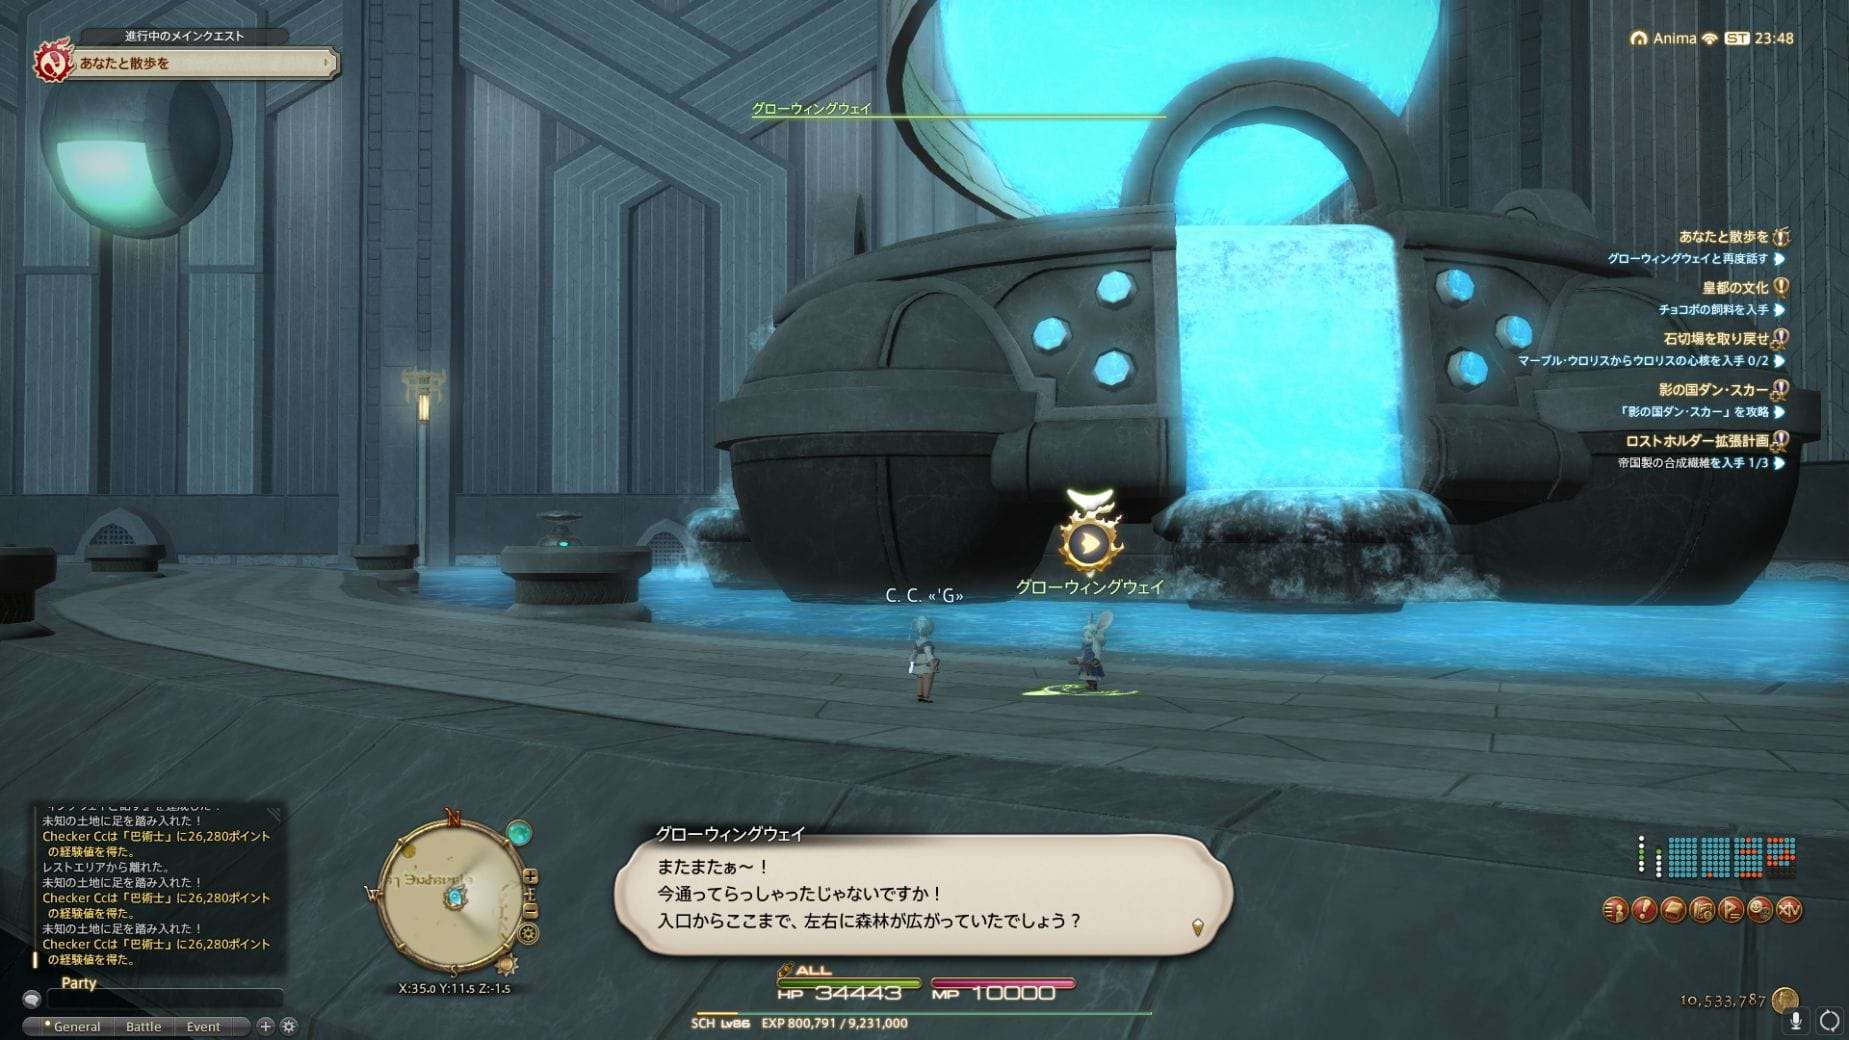 進行中のメインクエスト
あなたと散歩を
Anima ST 23:48
グローウィングウェイ
あなたと散歩を
グローウィングウェイと再度話す
皇都の文化
チョコボの飼料を入手
石切場を取り戻せ
マーブル・ウロリスからウロリスの心核を入手 0/2
影の国ダン・スカー
「影の国ダン・スカー」を攻略
ロストホルダー拡張計画
帝国製の合成繊維を入手 1/3
C. C. «'G»
グローウィングウェイ
未知の土地に足を踏み入れた！
Checker Ccは「巴術士」に26,280ポイント
の経験値を得た。
レストエリアから離れた。
未知の土地に足を踏み入れた！
Checker Ccは「巴術士」に26,280ポイント
の経験値を得た。
未知の土地に足を踏み入れた！
Checker Ccは「巴術士」に26,280ポイント
の経験値を得た。
Party
General Battle Event
N
W
S
X:35.0 Y:11.5 Z:-1.5
グローウィングウェイ
またまたぁ～！
今通ってらっしゃったじゃないですか！
入口からここまで、左右に森林が広がっていたでしょう？
ALL
HP 34443 MP 10000
SCH Lv86 EXP 800,791 / 9,231,000
XIV
10,533,787